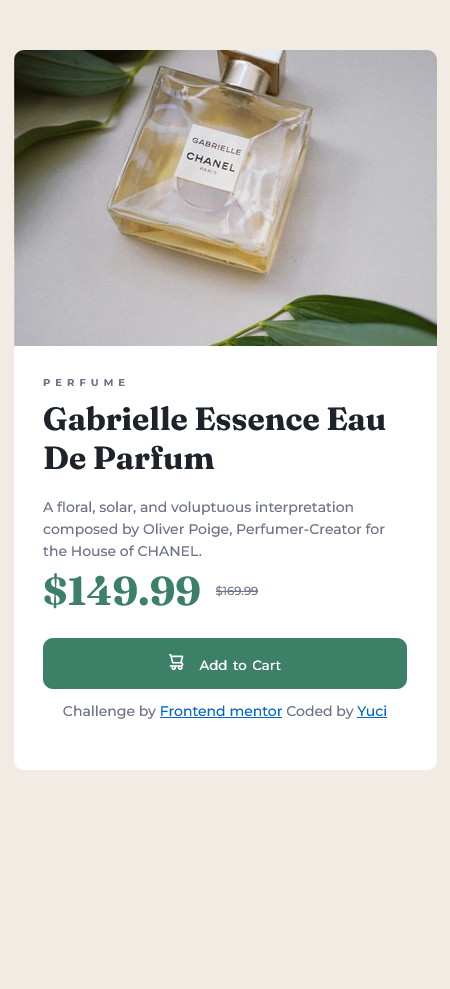 GABRIELLE
CHANEL
PARIS
PERFUME
Gabrielle Essence Eau
De Parfum
A floral, solar, and voluptuous interpretation
composed by Oliver Poige, Perfumer-Creator for
the House of CHANEL.
$149.99 $169.99
Add to Cart
Challenge by Frontend mentor Coded by Yuci